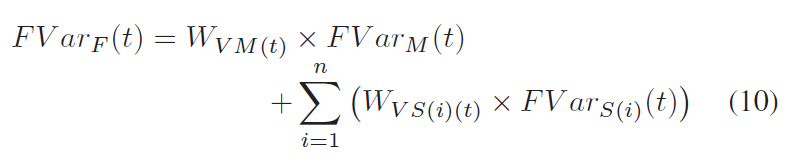 FVar_F(t) = W_{VM(t)} × FVar_M(t)
+ \sum_{i=1}^{n} (W_{VS(i)(t)} × FVar_{S(i)}(t)) (10)